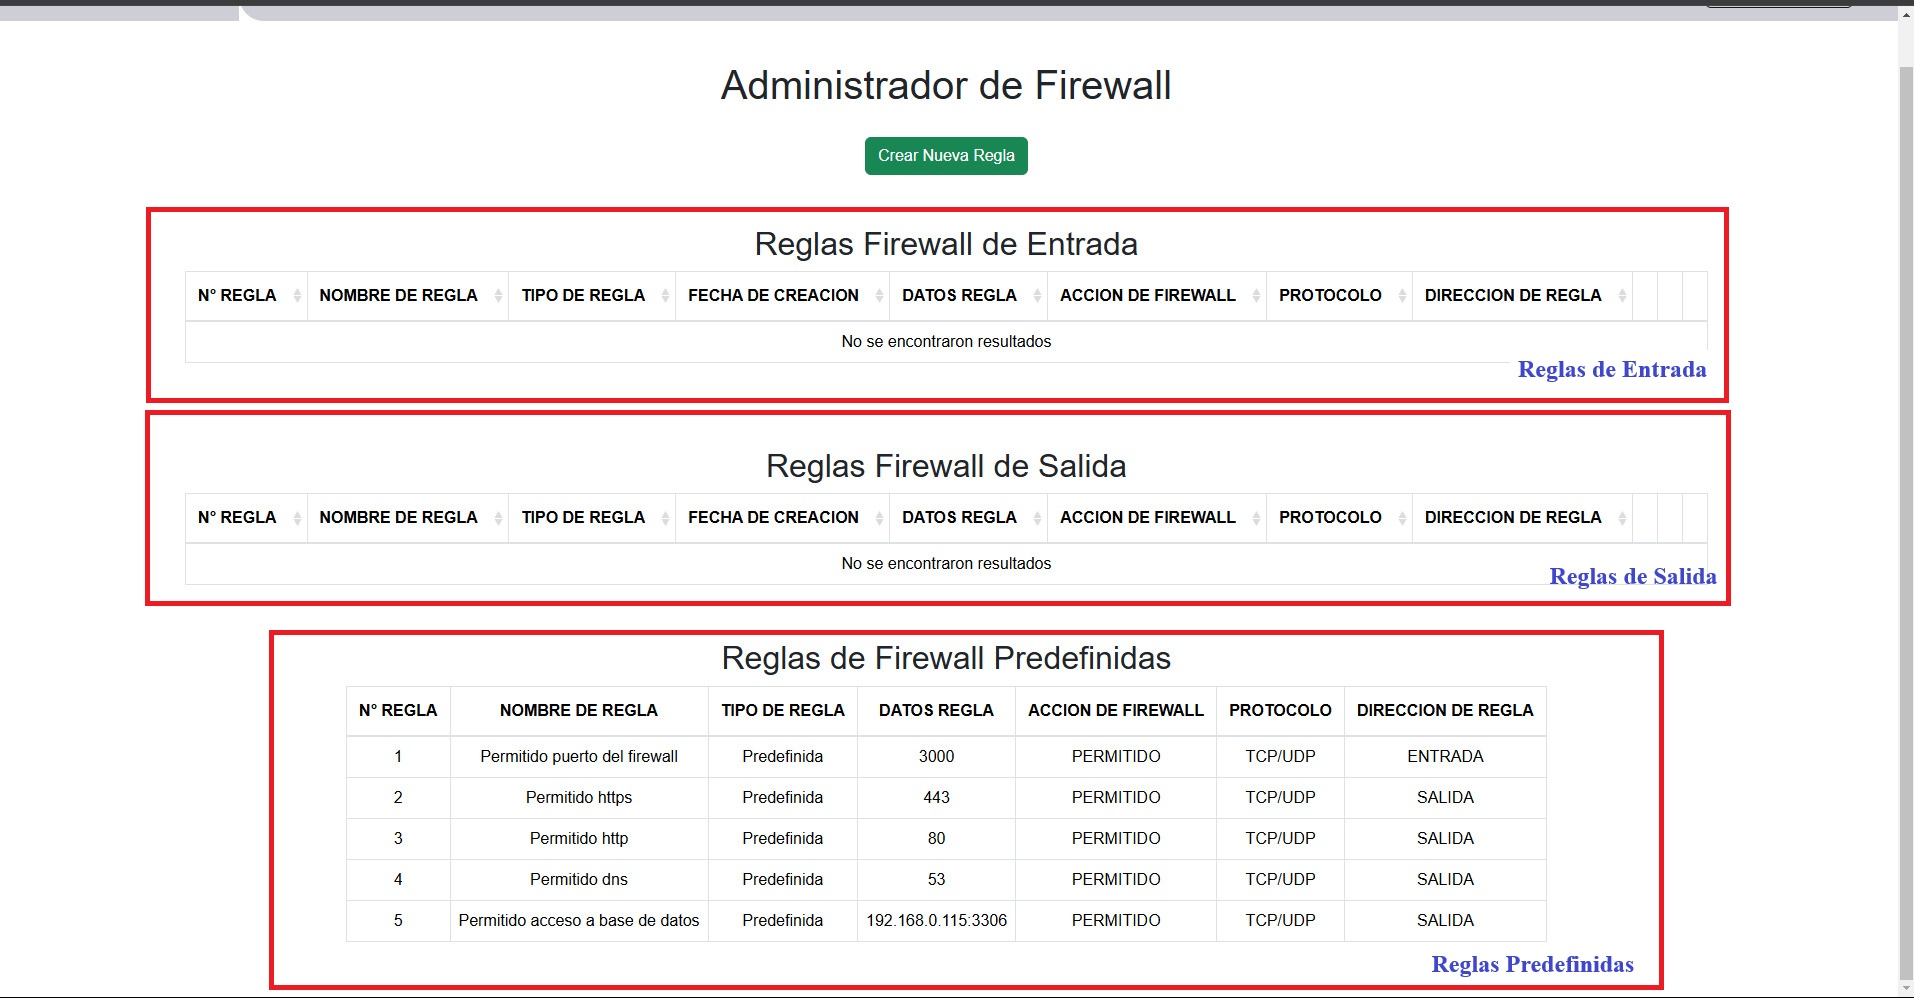 Administrador de Firewall
Crear Nueva Regla
Reglas Firewall de Entrada
N° REGLA NOMBRE DE REGLA TIPO DE REGLA FECHA DE CREACION DATOS REGLA ACCION DE FIREWALL PROTOCOLO DIRECCION DE REGLA
No se encontraron resultados
Reglas de Entrada
Reglas Firewall de Salida
N° REGLA NOMBRE DE REGLA TIPO DE REGLA FECHA DE CREACION DATOS REGLA ACCION DE FIREWALL PROTOCOLO DIRECCION DE REGLA
No se encontraron resultados
Reglas de Salida
Reglas de Firewall Predefinidas
N° REGLA NOMBRE DE REGLA TIPO DE REGLA DATOS REGLA ACCION DE FIREWALL PROTOCOLO DIRECCION DE REGLA
1 Permitido puerto del firewall Predefinida 3000 PERMITIDO TCP/UDP ENTRADA
2 Permitido https Predefinida 443 PERMITIDO TCP/UDP SALIDA
3 Permitido http Predefinida 80 PERMITIDO TCP/UDP SALIDA
4 Permitido dns Predefinida 53 PERMITIDO TCP/UDP SALIDA
5 Permitido acceso a base de datos Predefinida 192.168.0.115:3306 PERMITIDO TCP/UDP SALIDA
Reglas Predefinidas